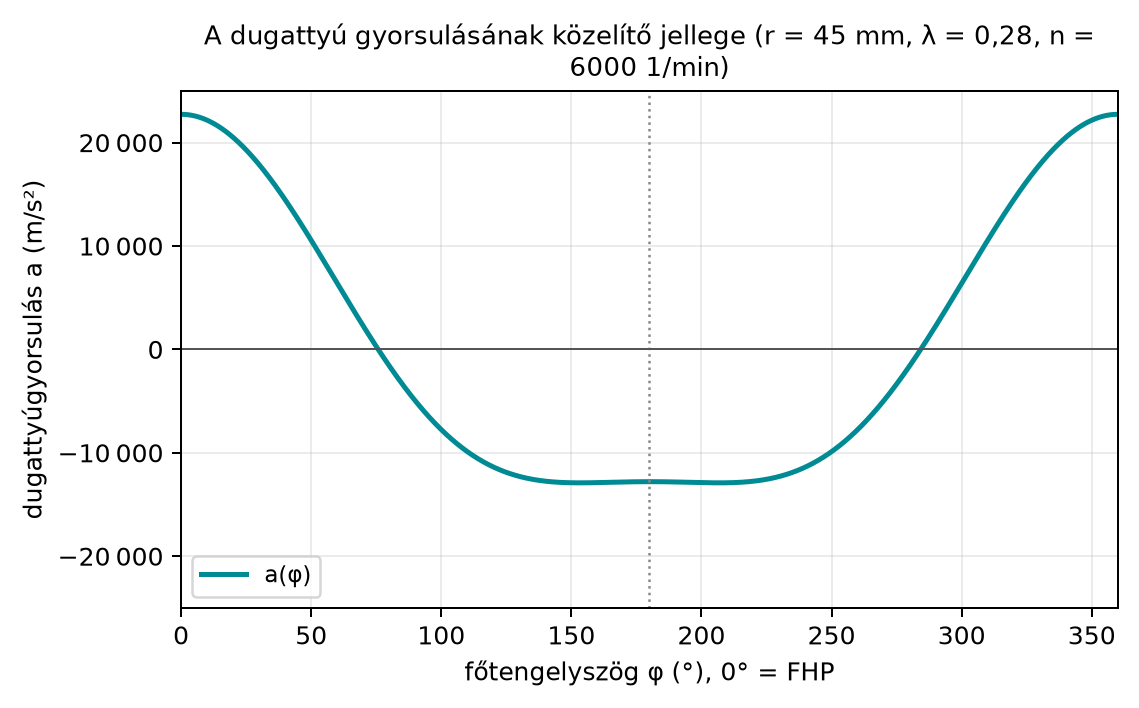 A dugattyú gyorsulásának közelítő jellege (r = 45 mm, λ = 0,28, n =
6000 1/min)
dugattyúgyorsulás a (m/s²)
20 000
10 000
0
−10 000
−20 000
a(φ)
0 50 100 150 200 250 300 350
főtengelyszög φ (°), 0° = FHP